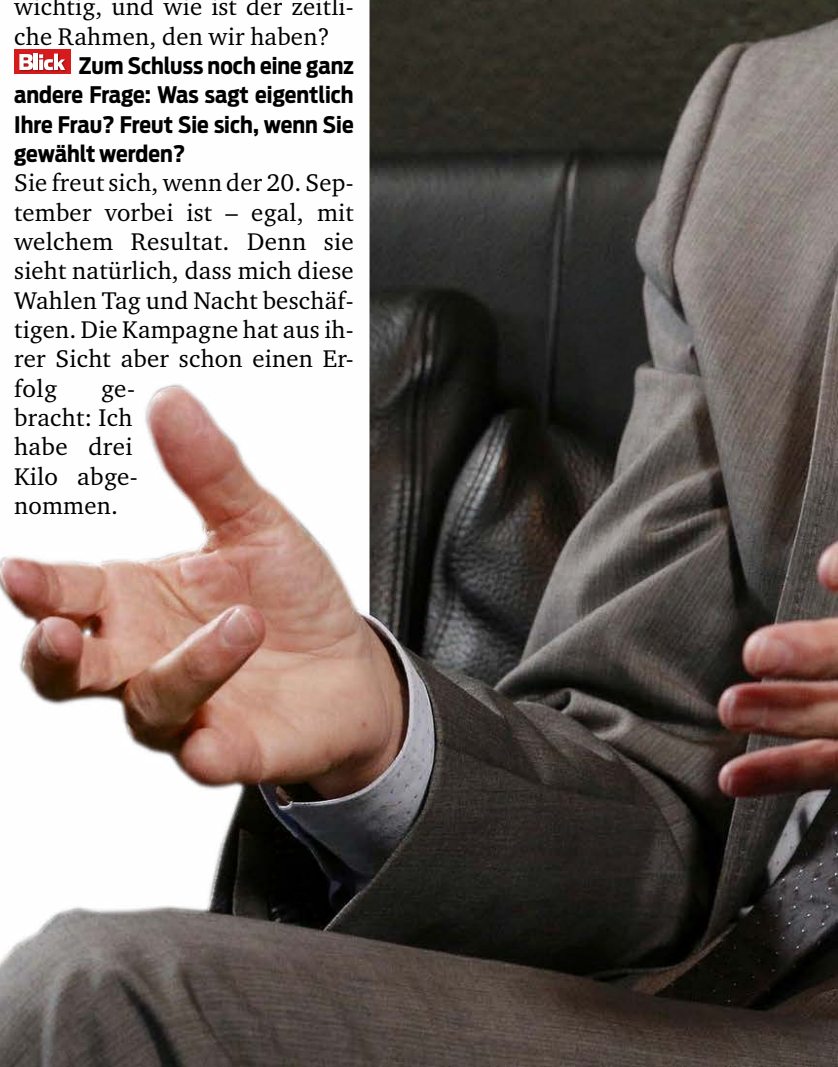 wichtig, und wie ist der zeitli-
che Rahmen, den wir haben?
Blick Zum Schluss noch eine ganz
andere Frage: Was sagt eigentlich
Ihre Frau? Freut Sie sich, wenn Sie
gewählt werden?
Sie freut sich, wenn der 20. Sep-
tember vorbei ist – egal, mit
welchem Resultat. Denn sie
sieht natürlich, dass mich diese
Wahlen Tag und Nacht beschäf-
tigen. Die Kampagne hat aus ih-
rer Sicht aber schon einen Er-
folg ge-
bracht: Ich
habe drei
Kilo abge-
nommen.